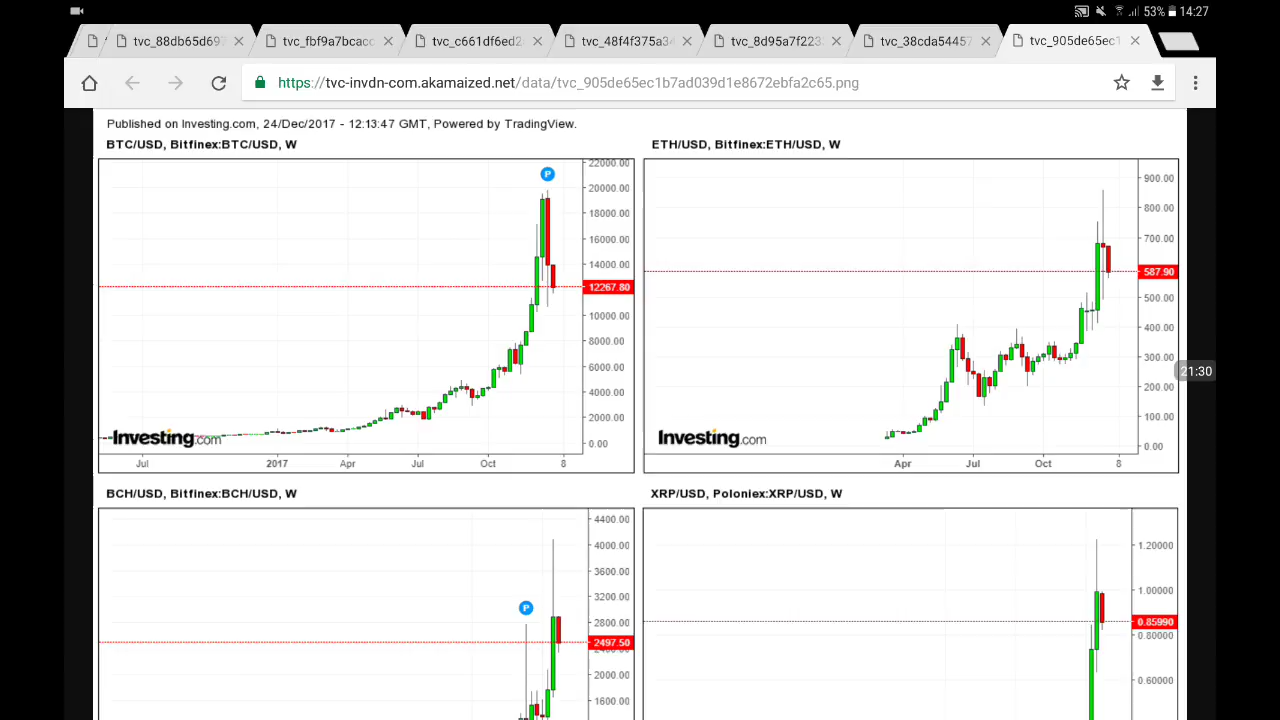 53% 14:27
tvc_88db65d697 tvc_fbf9a7bcacc tvc_c661df6ed2 tvc_48f4f375a34 tvc_8d95a7f223 tvc_38cda54457 tvc_905de65ec1
https://tvc-invdn-com.akamaized.net/data/tvc_905de65ec1b7ad039d1e8672ebfa2c65.png
Published on Investing.com, 24/Dec/2017 - 12:13:47 GMT, Powered by TradingView.
BTC/USD, Bitfinex:BTC/USD, W
P
22000.00
20000.00
18000.00
16000.00
14000.00
12267.80
10000.00
8000.00
6000.00
4000.00
2000.00
0.00
Investing.com
Jul 2017 Apr Jul Oct 8
ETH/USD, Bitfinex:ETH/USD, W
900.00
800.00
700.00
587.90
500.00
400.00
300.00
200.00
100.00
0.00
Investing.com
Apr Jul Oct 8
21:30
BCH/USD, Bitfinex:BCH/USD, W
P
4400.00
4000.00
3600.00
3200.00
2800.00
2497.50
2000.00
1600.00
XRP/USD, Poloniex:XRP/USD, W
1.20000
1.00000
0.85990
0.80000
0.60000